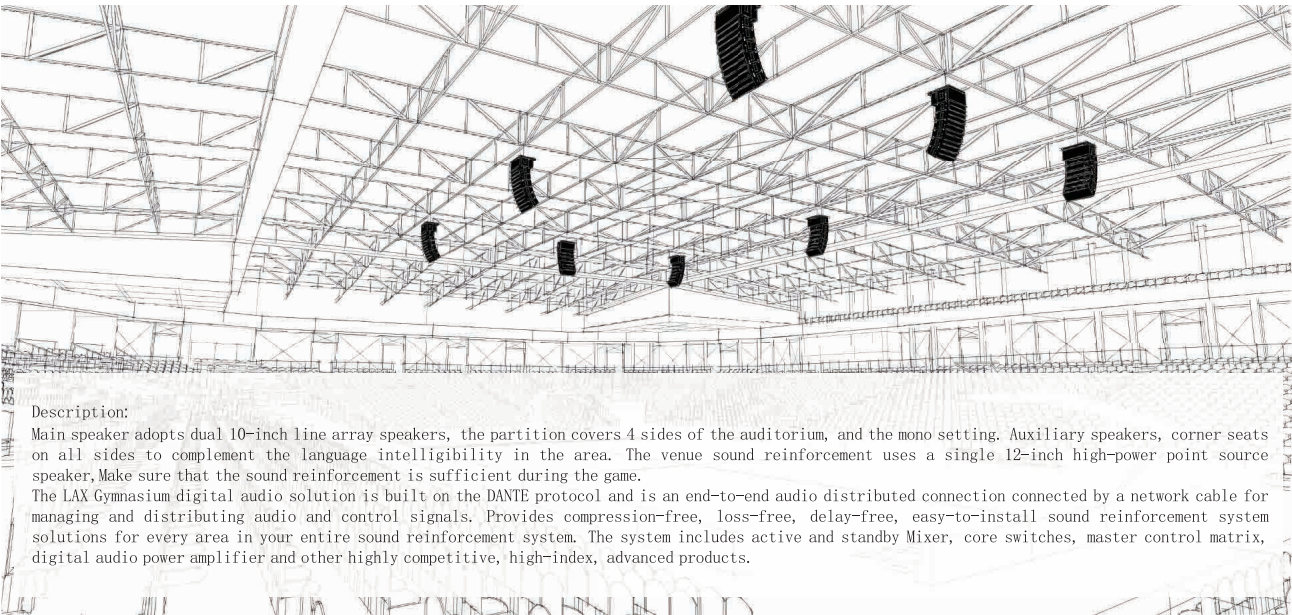 Description:
Main speaker adopts dual 10-inch line array speakers, the partition covers 4 sides of the auditorium, and the mono setting. Auxiliary speakers, corner seats
on all sides to complement the language intelligibility in the area. The venue sound reinforcement uses a single 12-inch high-power point source
speaker,Make sure that the sound reinforcement is sufficient during the game.
The LAX Gymnasium digital audio solution is built on the DANTE protocol and is an end-to-end audio distributed connection connected by a network cable for
managing and distributing audio and control signals. Provides compression-free, loss-free, delay-free, easy-to-install sound reinforcement system
solutions for every area in your entire sound reinforcement system. The system includes active and standby Mixer, core switches, master control matrix,
digital audio power amplifier and other highly competitive, high-index, advanced products.